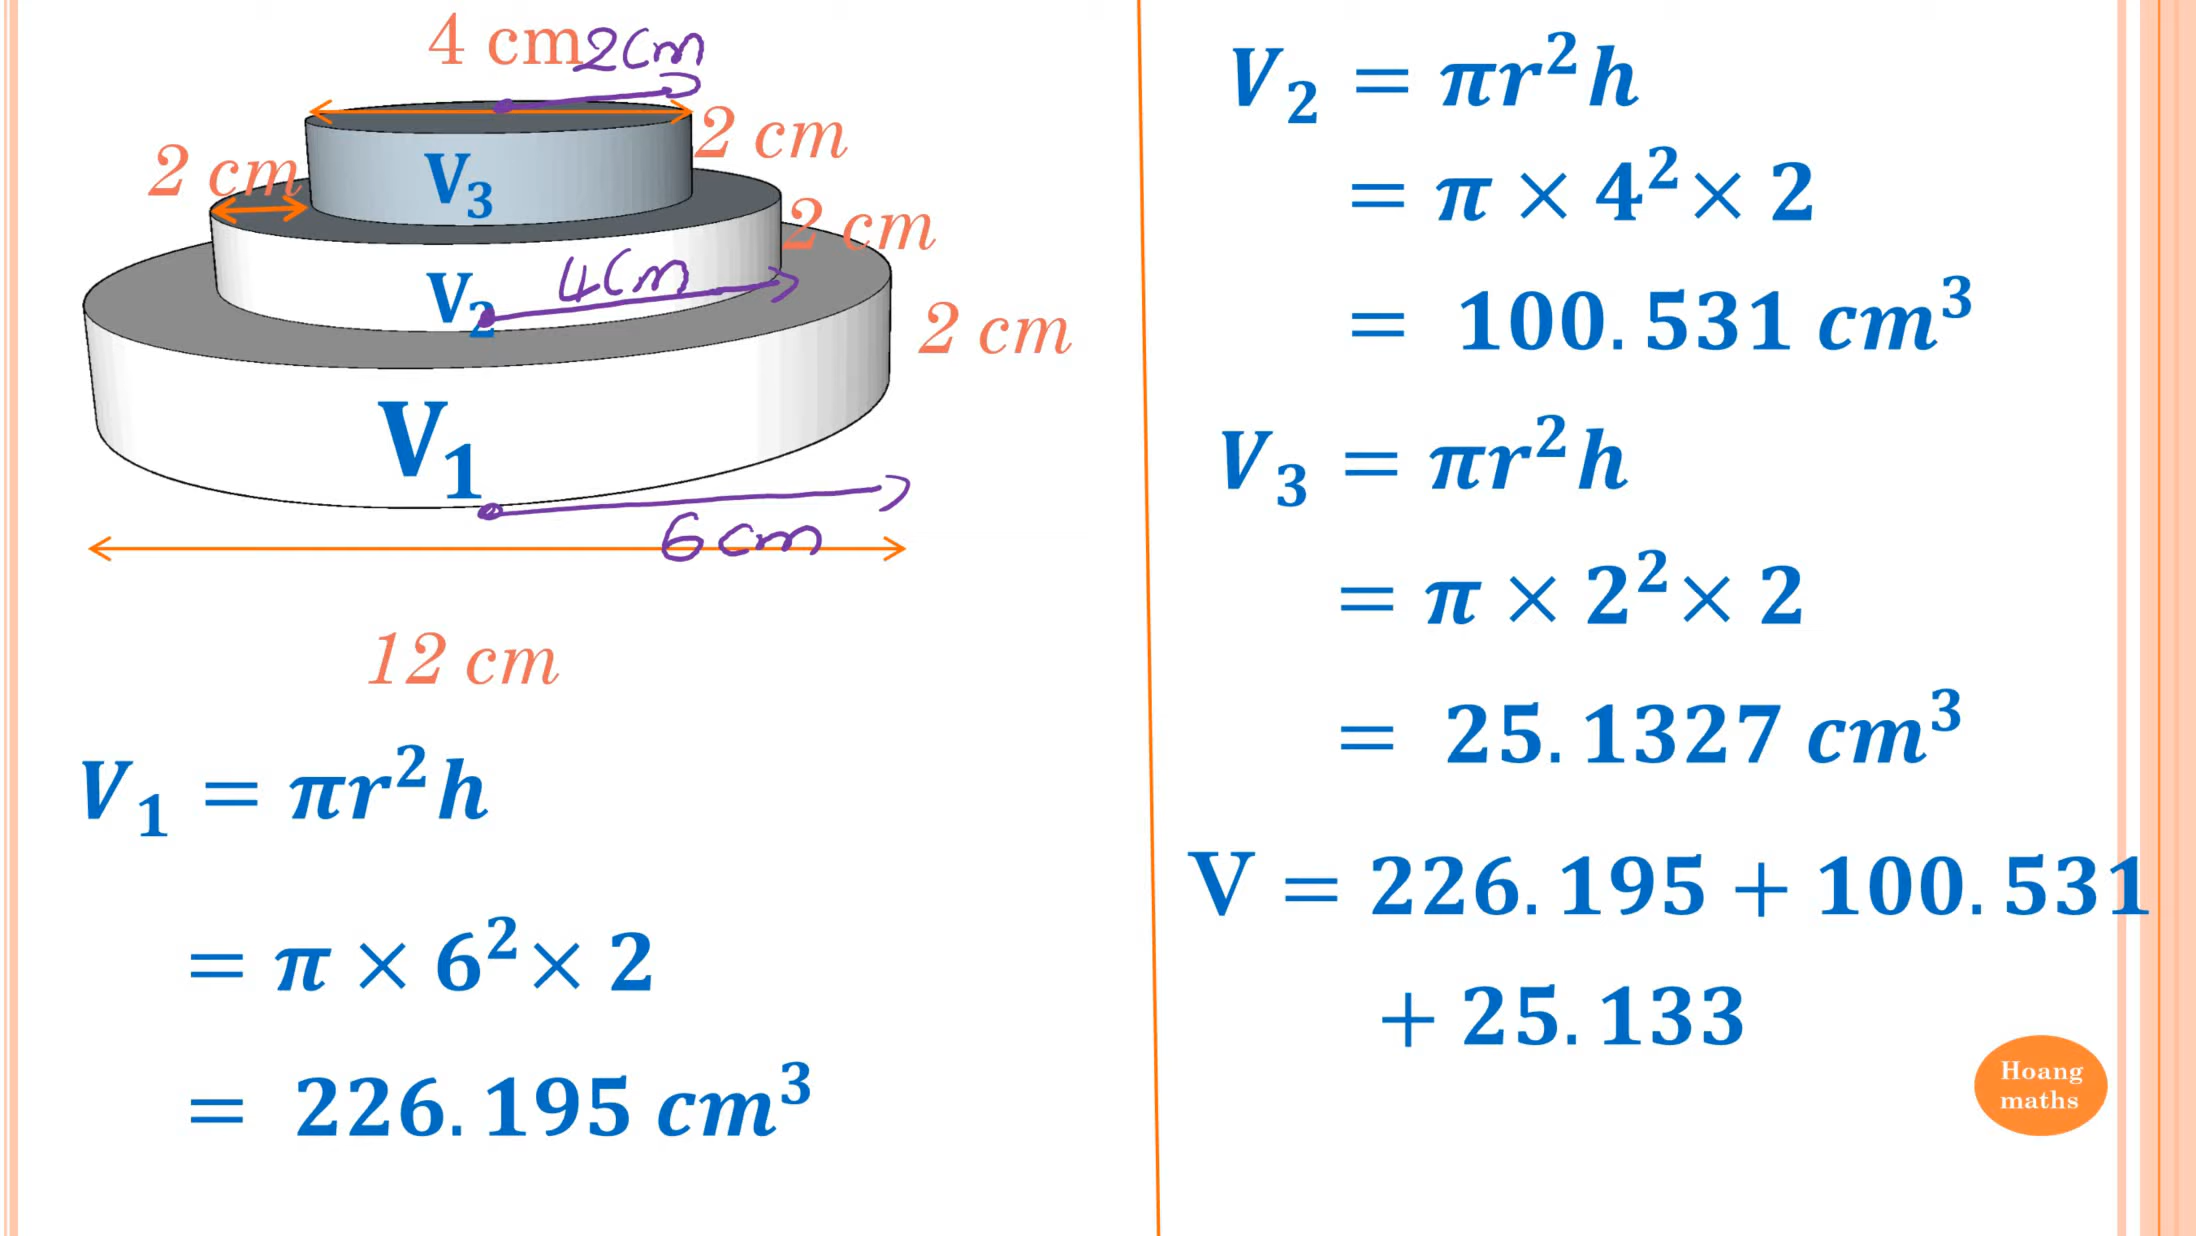 4 cm 2cm
2 cm
2 cm
V₃
2 cm
4cm
V₂
2 cm
V₁
6cm
12 cm
V₁ = πr²h
= π × 6² × 2
= 226.195 cm³
V₂ = πr²h
= π × 4² × 2
= 100.531 cm³
V₃ = πr²h
= π × 2² × 2
= 25.1327 cm³
V = 226.195 + 100.531
+ 25.133
Hoang
maths